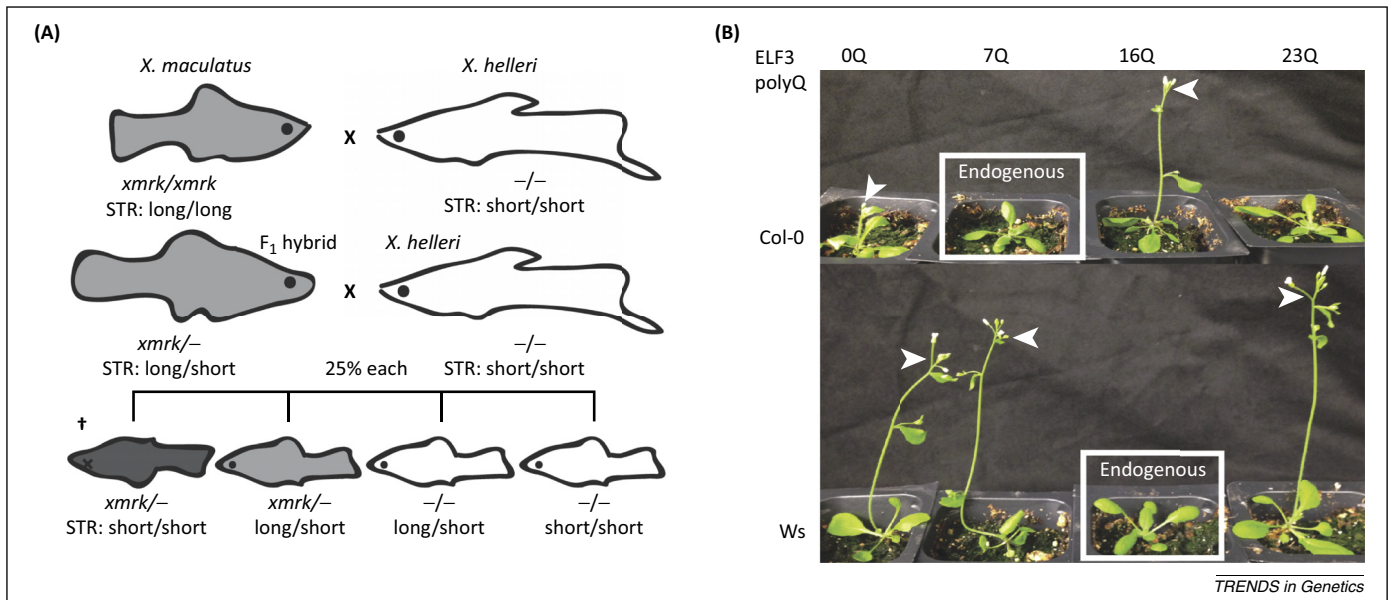 (A)
X. maculatus
X. helleri
X
xmrk/xmrk
–/–
STR: long/long
STR: short/short
F1 hybrid
X. helleri
X
xmrk/–
–/–
STR: long/short
25% each
STR: short/short
†
xmrk/–
xmrk/–
–/–
–/–
STR: short/short
long/short
long/short
short/short
(B)
ELF3
polyQ
0Q
7Q
16Q
23Q
Endogenous
Col-0
Endogenous
Ws
TRENDS in Genetics